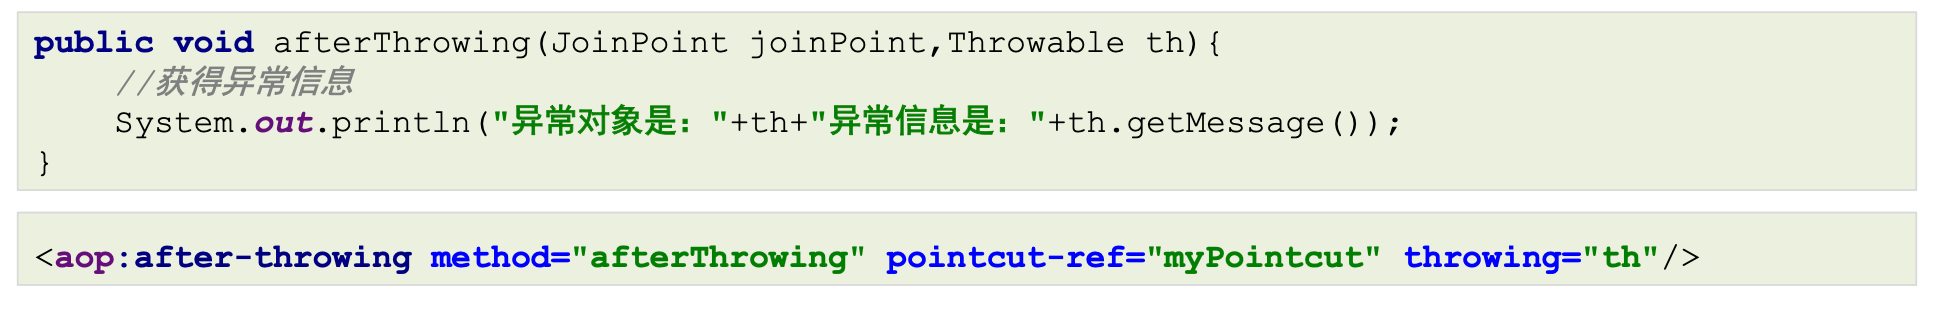 public void afterThrowing(JoinPoint joinPoint,Throwable th){
    //获得异常信息
    System.out.println("异常对象是："+th+"异常信息是："+th.getMessage());
}
<aop:after-throwing method="afterThrowing" pointcut-ref="myPointcut" throwing="th"/>